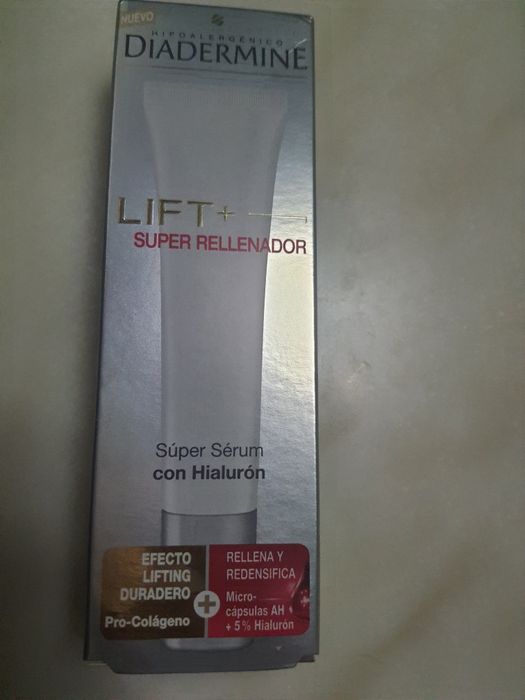 NUEVO
HIPOALERGÉNICO
DIADERMINE
LIFT+
SUPER RELLENADOR
Súper Sérum
con Hialurón
EFECTO
LIFTING
DURADERO
Pro-Colágeno
+
RELLENA Y
REDENSIFICA
Micro-
cápsulas AH
+ 5% Hialurón